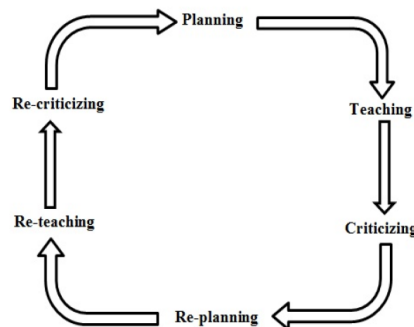 Planning
Teaching
Criticizing
Re-planning
Re-teaching
Re-criticizing